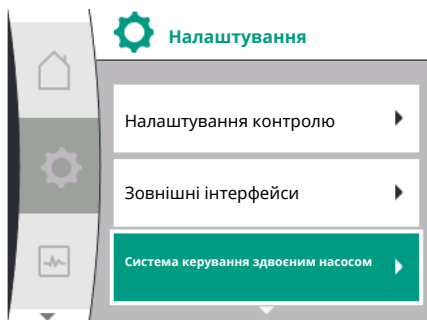 Налаштування
Налаштування контролю
Зовнішні інтерфейси
Система керування здвоєним насосом